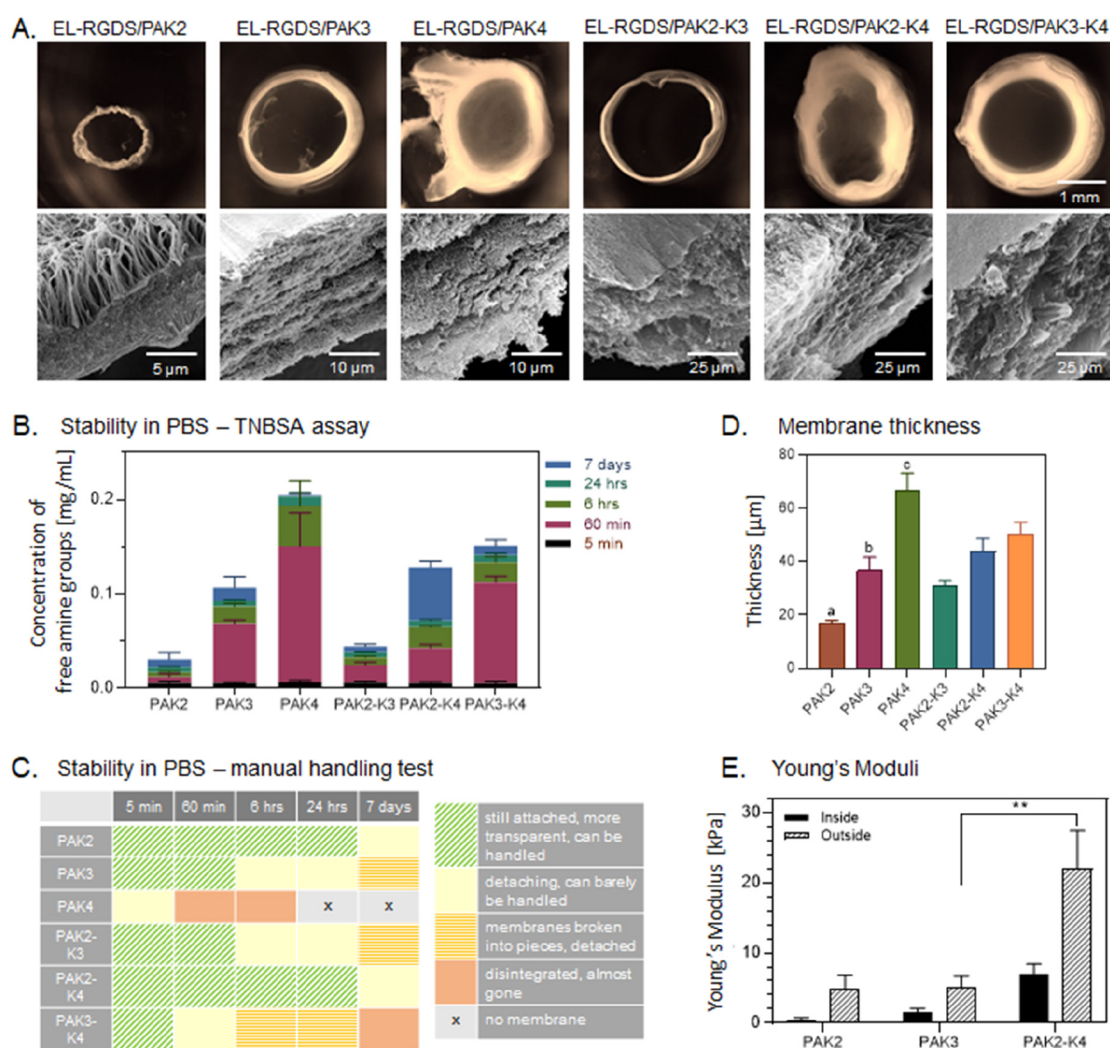 A.
EL-RGDS/PAK2
EL-RGDS/PAK3
EL-RGDS/PAK4
EL-RGDS/PAK2-K3
EL-RGDS/PAK2-K4
EL-RGDS/PAK3-K4
1 mm
5 µm
10 µm
10 µm
25 µm
25 µm
25 µm
B. Stability in PBS – TNBSA assay
Concentration of
free amine groups [mg/mL]
0.2
0.1
0.0
PAK2
PAK3
PAK4
PAK2-K3
PAK2-K4
PAK3-K4
7 days
24 hrs
6 hrs
60 min
5 min
D. Membrane thickness
Thickness [µm]
80
60
40
20
0
a
b
c
PAK2
PAK3
PAK4
PAK2-K3
PAK2-K4
PAK3-K4
C. Stability in PBS – manual handling test
5 min 60 min 6 hrs 24 hrs 7 days
PAK2
PAK3
PAK4 x x
PAK2-
K3
PAK2-
K4
PAK3-
K4
still attached, more
transparent, can be
handled
detaching, can barely
be handled
membranes broken
into pieces, detached
disintegrated, almost
gone
x no membrane
E. Young's Moduli
Young's Modulus [kPa]
30
20
10
0
Inside
Outside
**
PAK2
PAK3
PAK2-K4